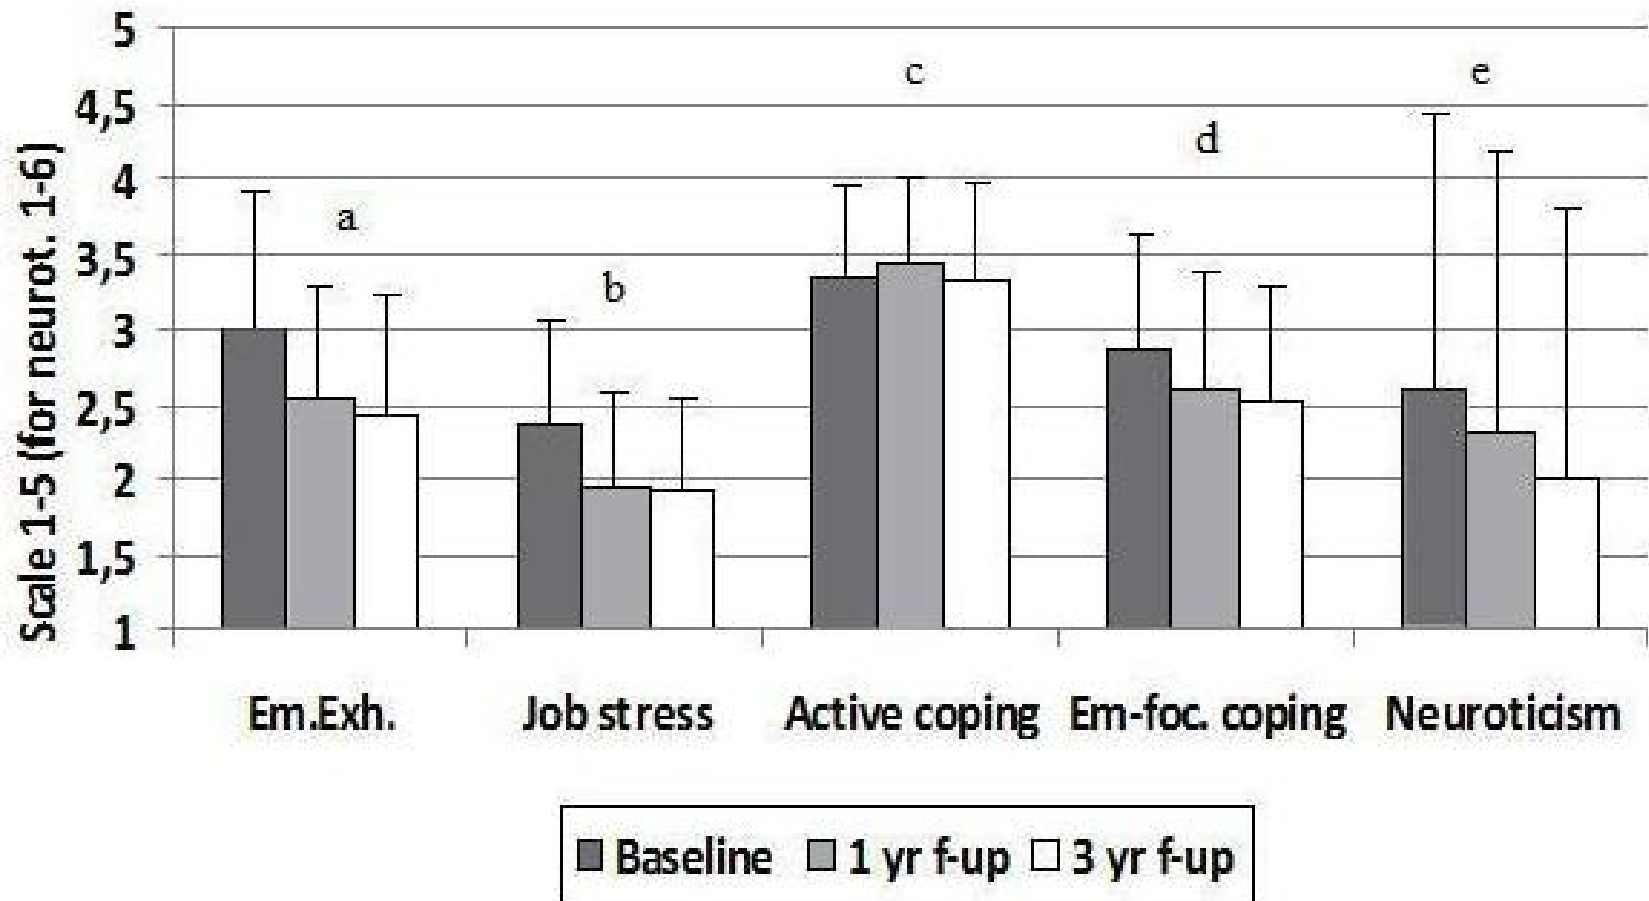 Scale 1-5 (for neurot. 1-6)
5
4,5
4
3,5
3
2,5
2
1,5
1
a
b
c
d
e
Em.Exh.
Job stress
Active coping
Em-foc. coping
Neuroticism
Baseline
1 yr f-up
3 yr f-up